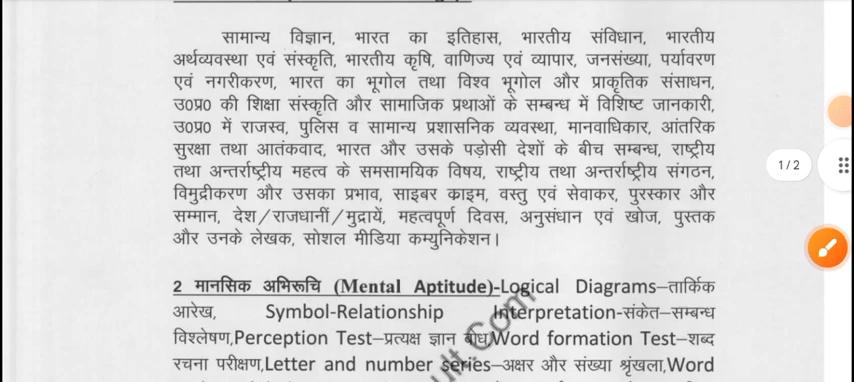 सामान्य विज्ञान, भारत का इतिहास, भारतीय संविधान, भारतीय
अर्थव्यवस्था एवं संस्कृति, भारतीय कृषि, वाणिज्य एवं व्यापार, जनसंख्या, पर्यावरण
एवं नगरीकरण, भारत का भूगोल तथा विश्व भूगोल और प्राकृतिक संसाधन,
उ0प्र0 की शिक्षा संस्कृति और सामाजिक प्रथाओं के सम्बन्ध में विशिष्ट जानकारी,
उ0प्र0 में राजस्व, पुलिस व सामान्य प्रशासनिक व्यवस्था, मानवाधिकार, आंतरिक
सुरक्षा तथा आतंकवाद, भारत और उसके पड़ोसी देशों के बीच सम्बन्ध, राष्ट्रीय
तथा अन्तर्राष्ट्रीय महत्व के समसामयिक विषय, राष्ट्रीय तथा अन्तर्राष्ट्रीय संगठन,
विमुद्रीकरण और उसका प्रभाव, साइबर क्राइम, वस्तु एवं सेवाकर, पुरस्कार और
सम्मान, देश/राजधानीं/मुद्रायें, महत्वपूर्ण दिवस, अनुसंधान एवं खोज, पुस्तक
और उनके लेखक, सोशल मीडिया कम्युनिकेशन।
1/2
2 मानसिक अभिरूचि (Mental Aptitude)-Logical Diagrams–तार्किक
आरेख, Symbol-Relationship Interpretation-संकेत–सम्बन्ध
विश्लेषण,Perception Test–प्रत्यक्ष ज्ञान बोध,Word formation Test–शब्द
रचना परीक्षण,Letter and number series–अक्षर और संख्या श्रृंखला,Word
ult.Com